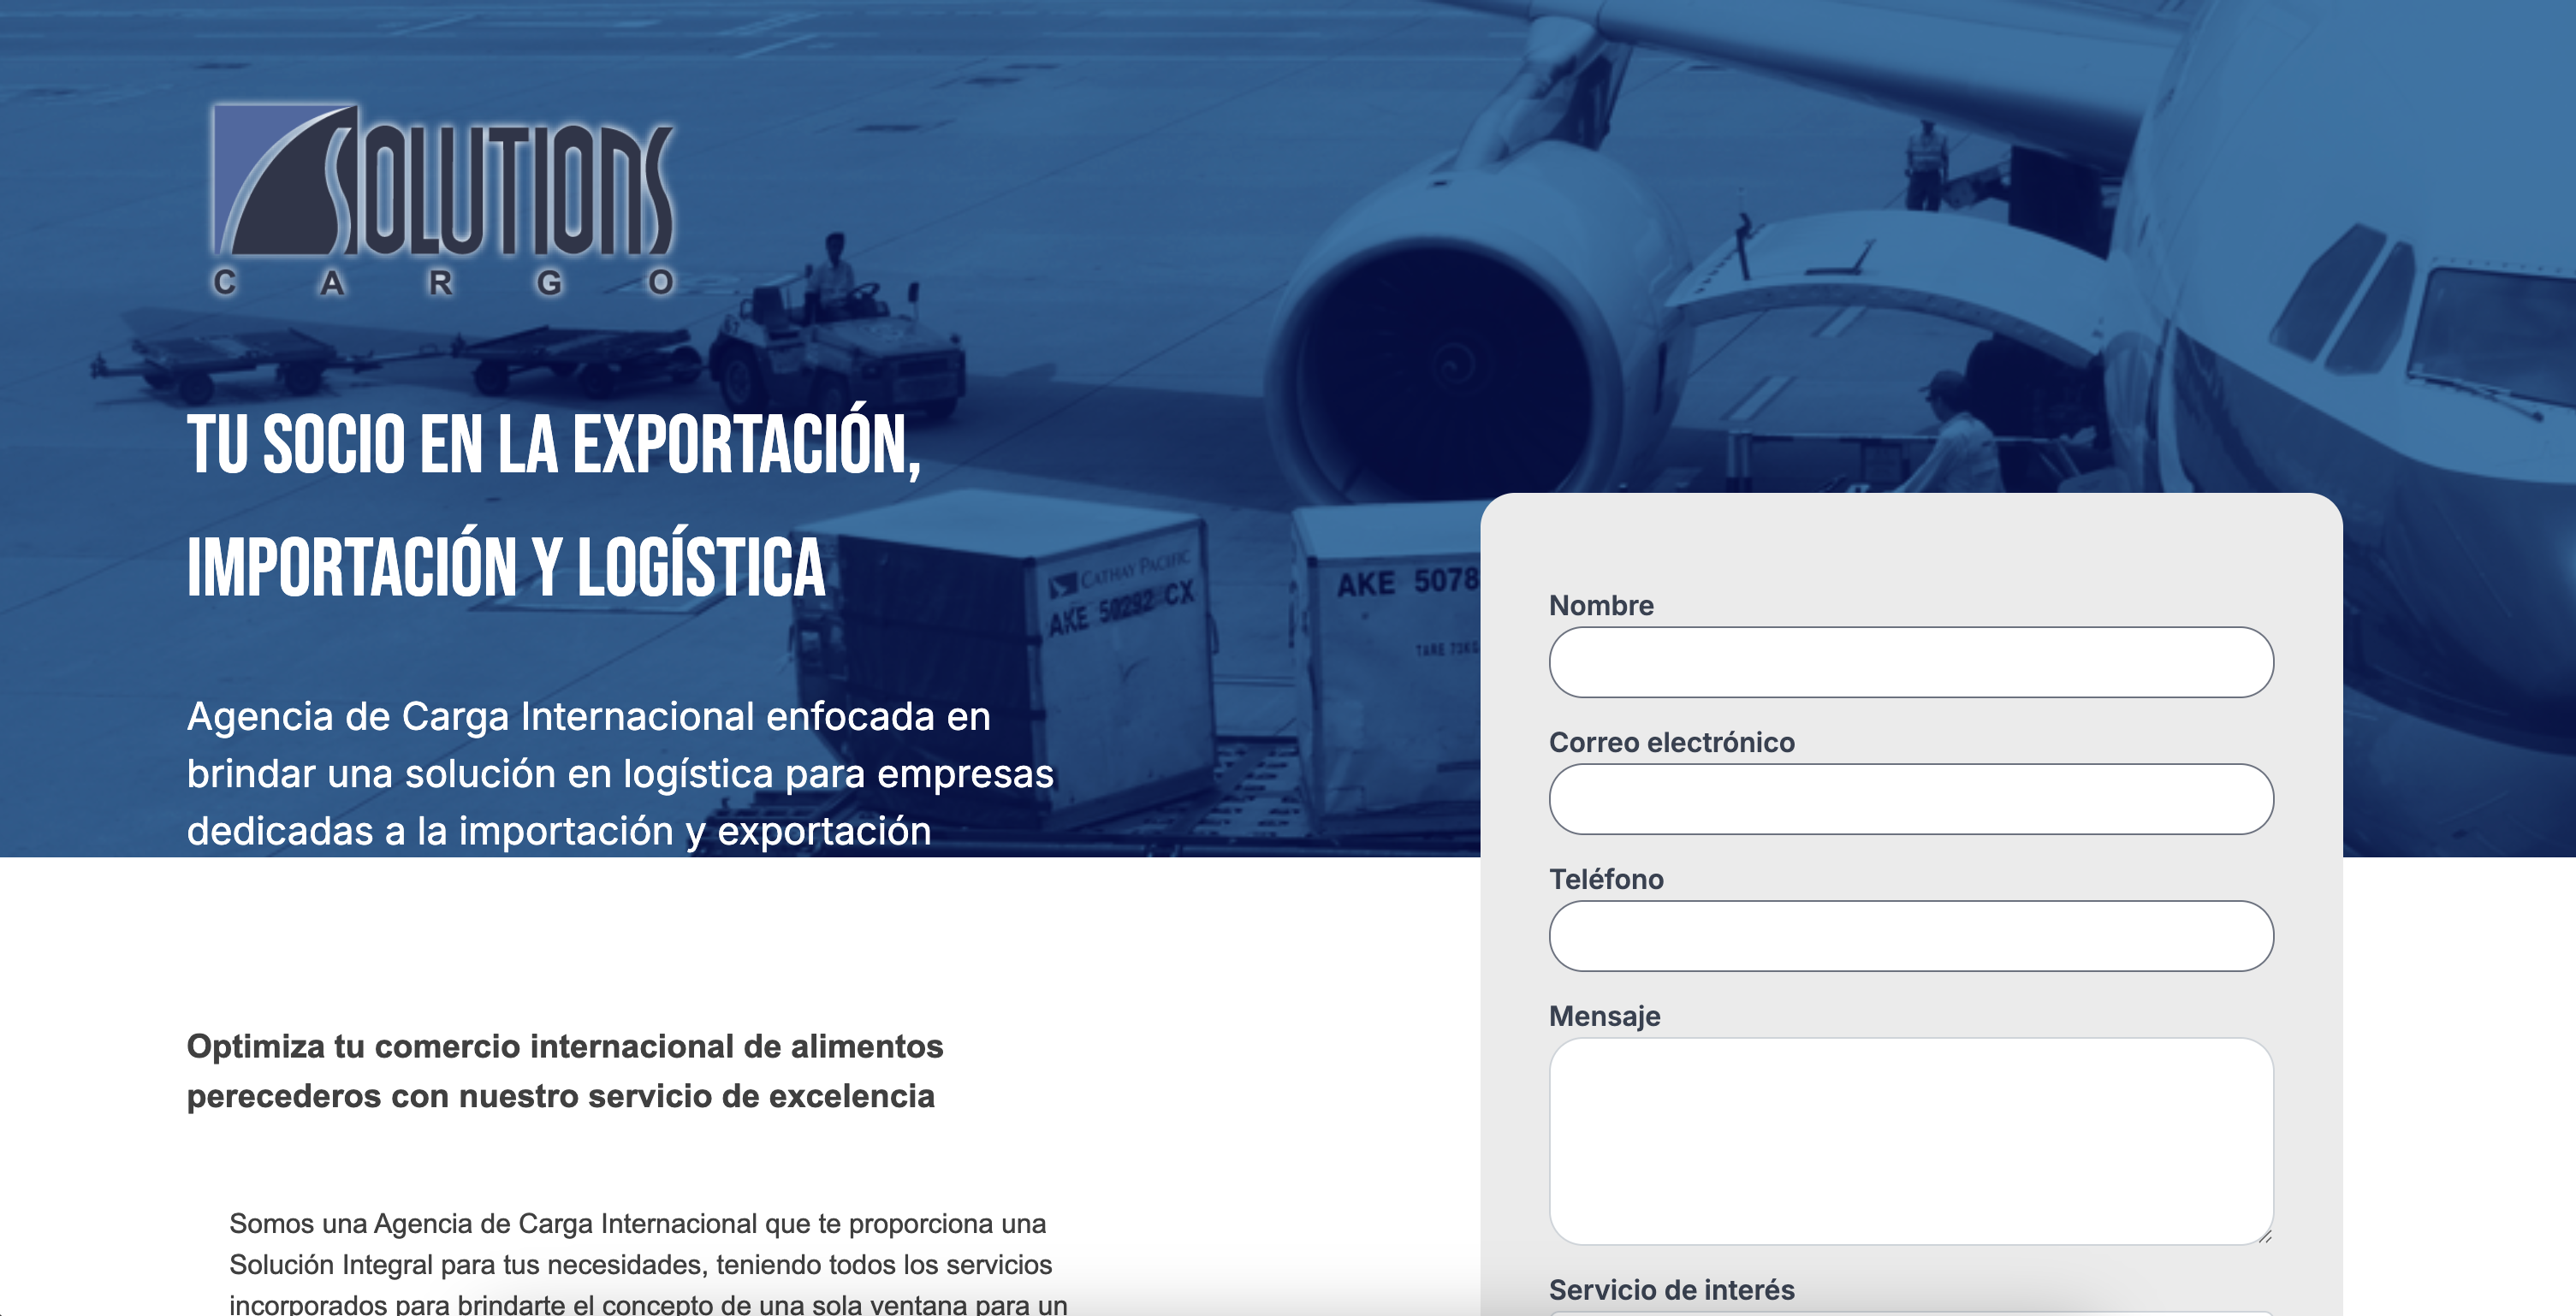 SOLUTIONS
CARGO
TU SOCIO EN LA EXPORTACIÓN,
IMPORTACIÓN Y LOGÍSTICA
Agencia de Carga Internacional enfocada en
brindar una solución en logística para empresas
dedicadas a la importación y exportación
CATHAY PACIFIC
AKE 50292 CX
AKE 5078
TARE 73KG
Optimiza tu comercio internacional de alimentos
perecederos con nuestro servicio de excelencia
Somos una Agencia de Carga Internacional que te proporciona una
Solución Integral para tus necesidades, teniendo todos los servicios
incorporados para brindarte el concepto de una sola ventana para un
Nombre
Correo electrónico
Teléfono
Mensaje
Servicio de interés